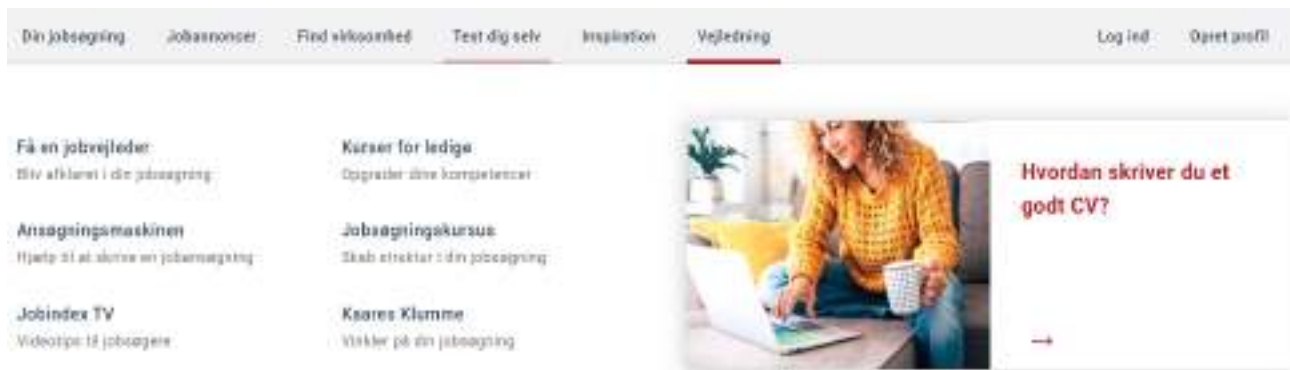 Din jobsøgning
Jobannoncer
Find virksomhed
Test dig selv
Inspiration
Vejledning
Log ind
Opret profil
Få en jobvejleder
Bliv afklaret i din jobsøgning
Kurser for ledige
Opgrader dine kompetencer
Ansøgningsmaskinen
Hjælp til at skrive en jobansøgning
Jobsøgningskursus
Skab struktur i din jobsøgning
Jobindex TV
Videotips til jobsøgere
Kaares Klumme
Vinkler på din jobsøgning
Hvordan skriver du et
godt CV?